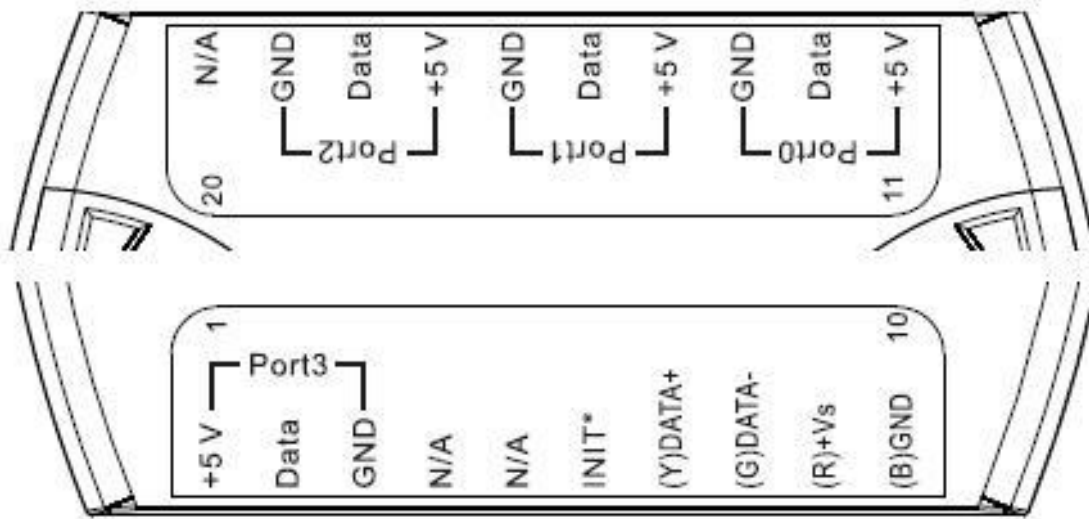 N/A GND Data +5 V GND Data +5 V GND Data +5 V
Port2 Port1 Port0
20 11
1 10
Port3
+5 V Data GND N/A N/A INIT* (Y)DATA+ (G)DATA- (R)+Vs (B)GND